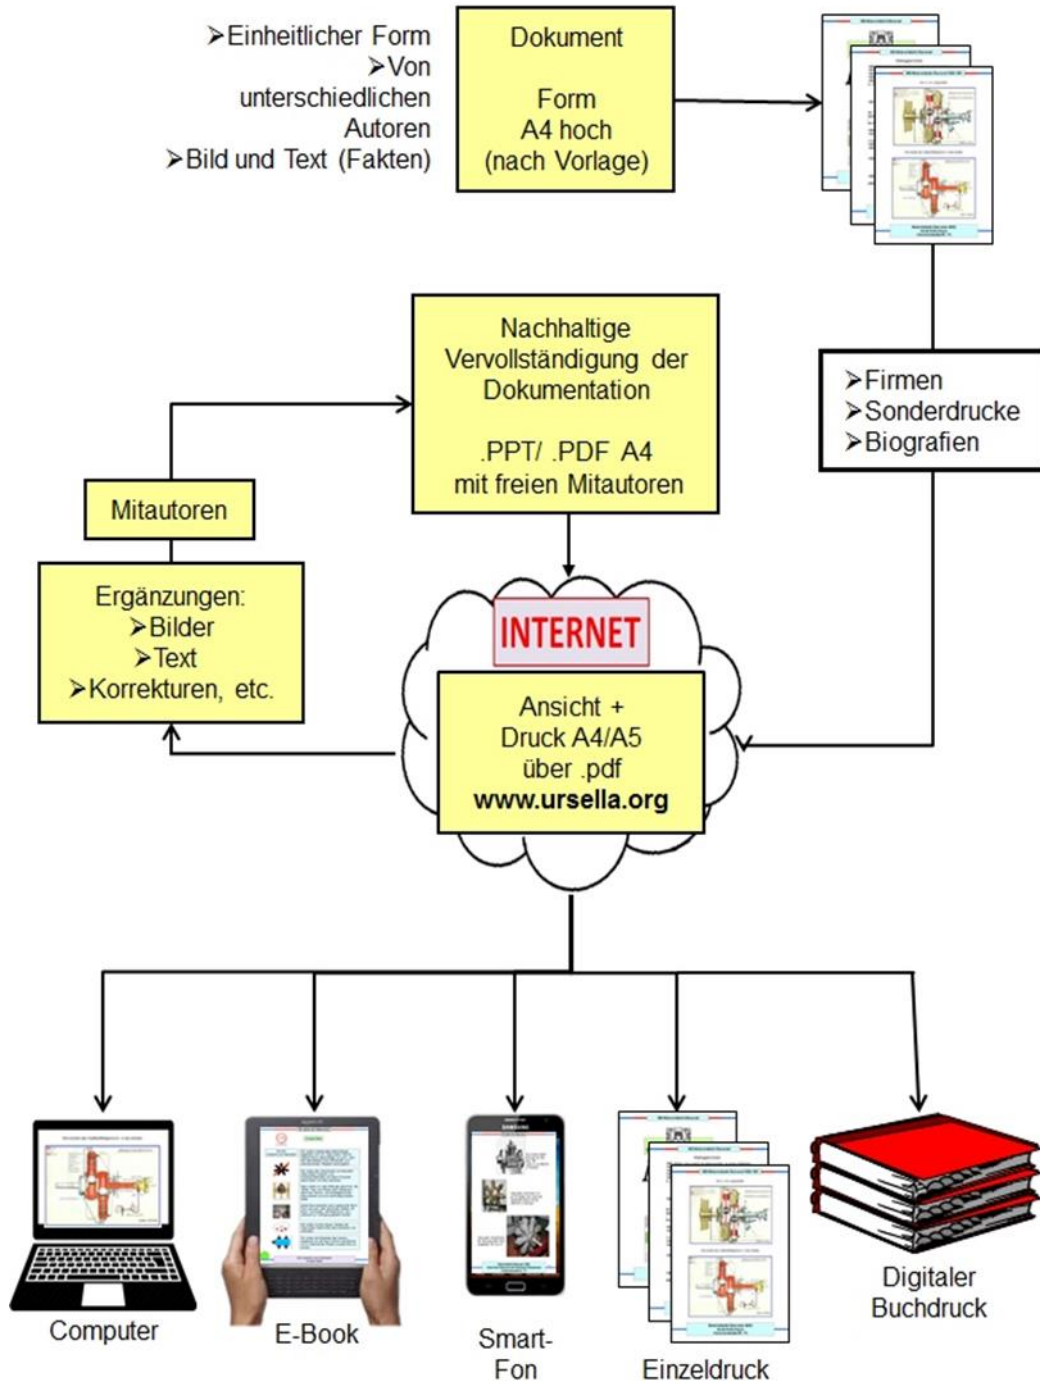 ➢Einheitlicher Form
➢Von
unterschiedlichen
Autoren
➢Bild und Text (Fakten)
Dokument
Form
A4 hoch
(nach Vorlage)
Nachhaltige
Vervollständigung der
Dokumentation
.PPT/ .PDF A4
mit freien Mitautoren
➢Firmen
➢Sonderdrucke
➢Biografien
Mitautoren
Ergänzungen:
➢Bilder
➢Text
➢Korrekturen, etc.
INTERNET
Ansicht +
Druck A4/A5
über .pdf
www.ursella.org
SAMSUNG
Computer
E-Book
Smart-
Fon
Einzeldruck
Digitaler
Buchdruck